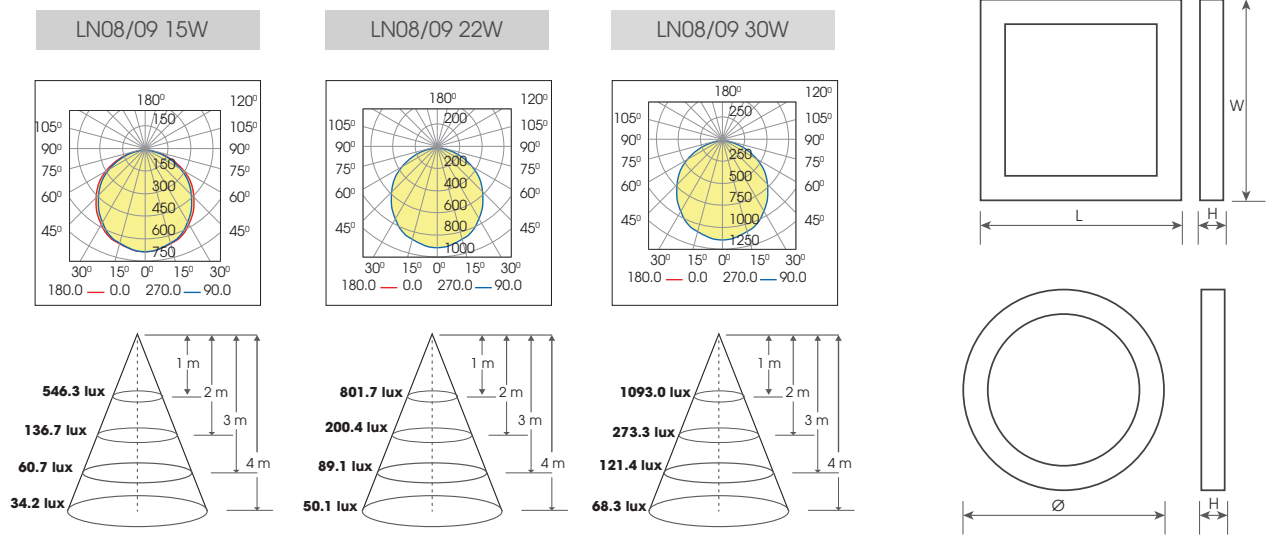 LN08/09 15W
180⁰ 120⁰
150
105⁰ 105⁰
90⁰ 90⁰
150
75⁰ 75⁰
300
60⁰ 60⁰
450
45⁰ 45⁰
600
750
30⁰ 15⁰ 0⁰ 15⁰ 30⁰
180.0 0.0 270.0 90.0
1 m
546.3 lux
2 m
136.7 lux
3 m
60.7 lux
4 m
34.2 lux
LN08/09 22W
180⁰ 120⁰
200
105⁰ 105⁰
90⁰ 90⁰
200
75⁰ 75⁰
400
60⁰ 60⁰
600
45⁰ 45⁰
800
1000
30⁰ 15⁰ 0⁰ 15⁰ 30⁰
180.0 0.0 270.0 90.0
1 m
801.7 lux
2 m
200.4 lux
3 m
89.1 lux
4 m
50.1 lux
LN08/09 30W
180⁰ 120⁰
250
105⁰ 105⁰
90⁰ 90⁰
250
75⁰ 75⁰
500
60⁰ 60⁰
750
45⁰ 45⁰
1000
1250
30⁰ 15⁰ 0⁰ 15⁰ 30⁰
180.0 0.0 270.0 90.0
1 m
1093.0 lux
2 m
273.3 lux
3 m
121.4 lux
4 m
68.3 lux
W
L H
Ø H